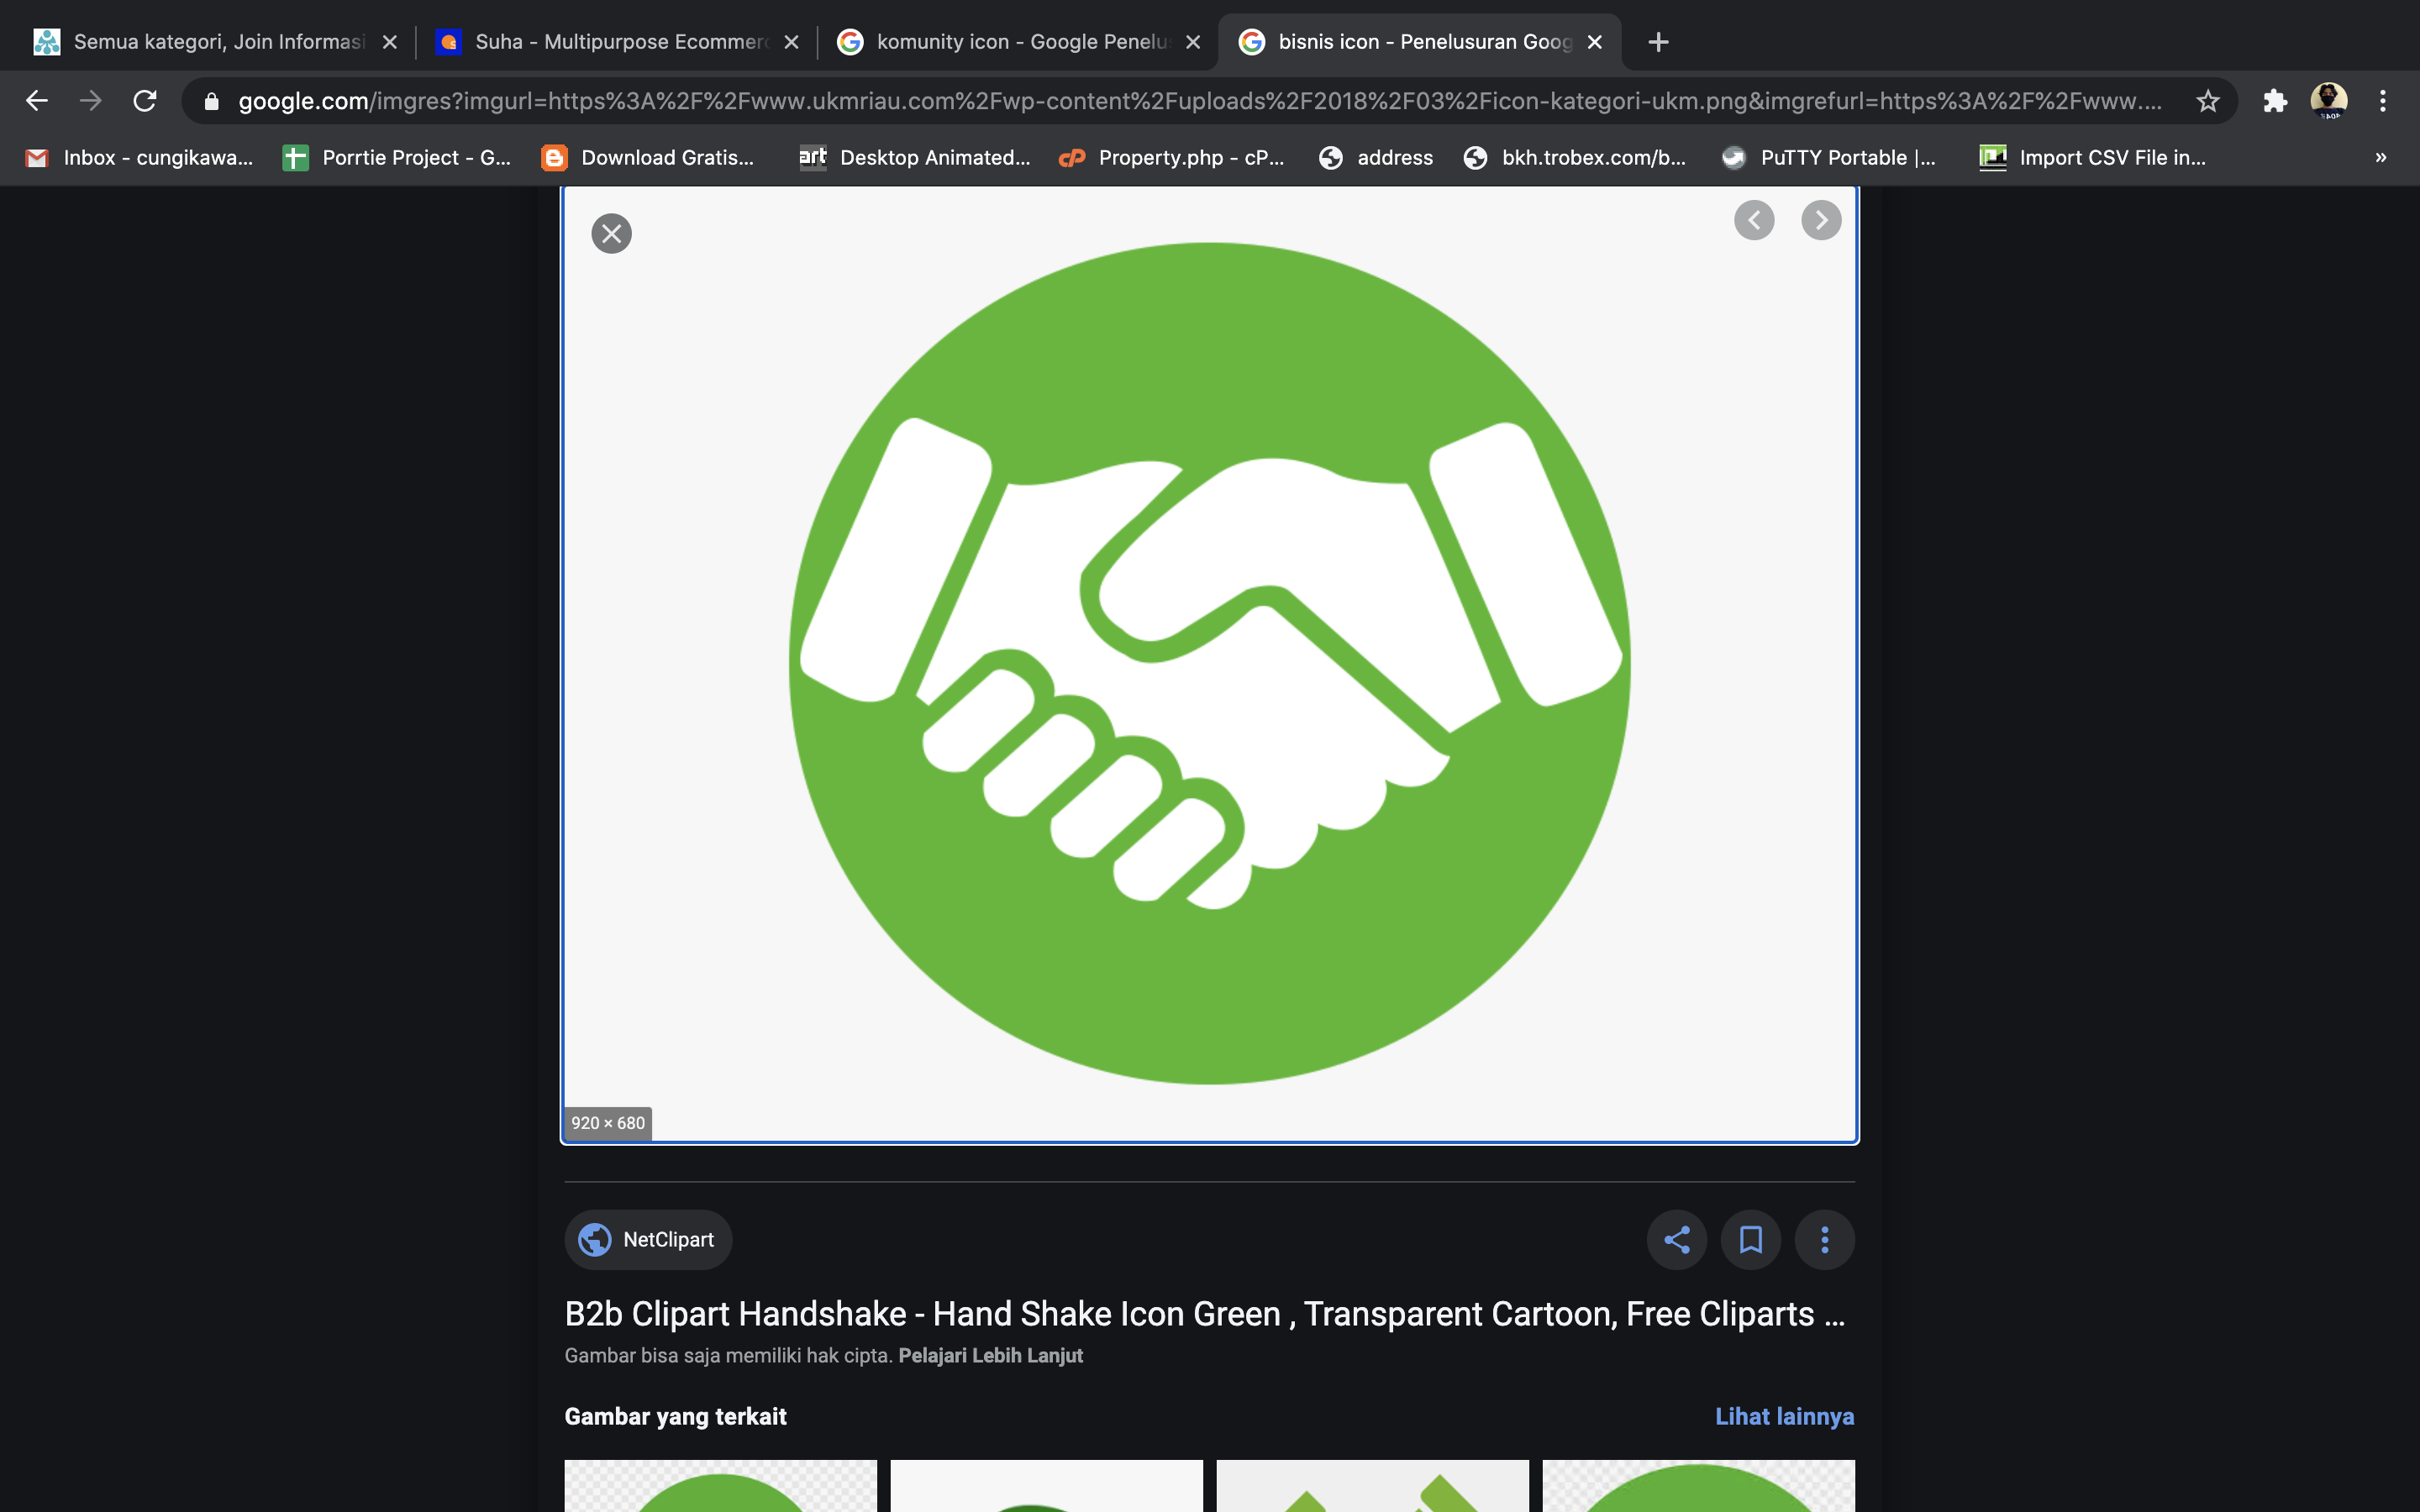 Semua kategori, Join Informasi
Suha - Multipurpose Ecommerc
komunity icon - Google Penelus
bisnis icon - Penelusuran Goog
google.com/imgres?imgurl=https%3A%2F%2Fwww.ukmriau.com%2Fwp-content%2Fuploads%2F2018%2F03%2Ficon-kategori-ukm.png&imgrefurl=https%3A%2F%2Fwww....
Inbox - cungikawa...
Porrtie Project - G...
Download Gratis...
art
Desktop Animated...
cP
Property.php - cP...
address
bkh.trobex.com/b...
PuTTY Portable |...
Import CSV File in...
»
920 × 680
NetClipart
B2b Clipart Handshake - Hand Shake Icon Green , Transparent Cartoon, Free Cliparts ...
Gambar bisa saja memiliki hak cipta. Pelajari Lebih Lanjut
Gambar yang terkait
Lihat lainnya